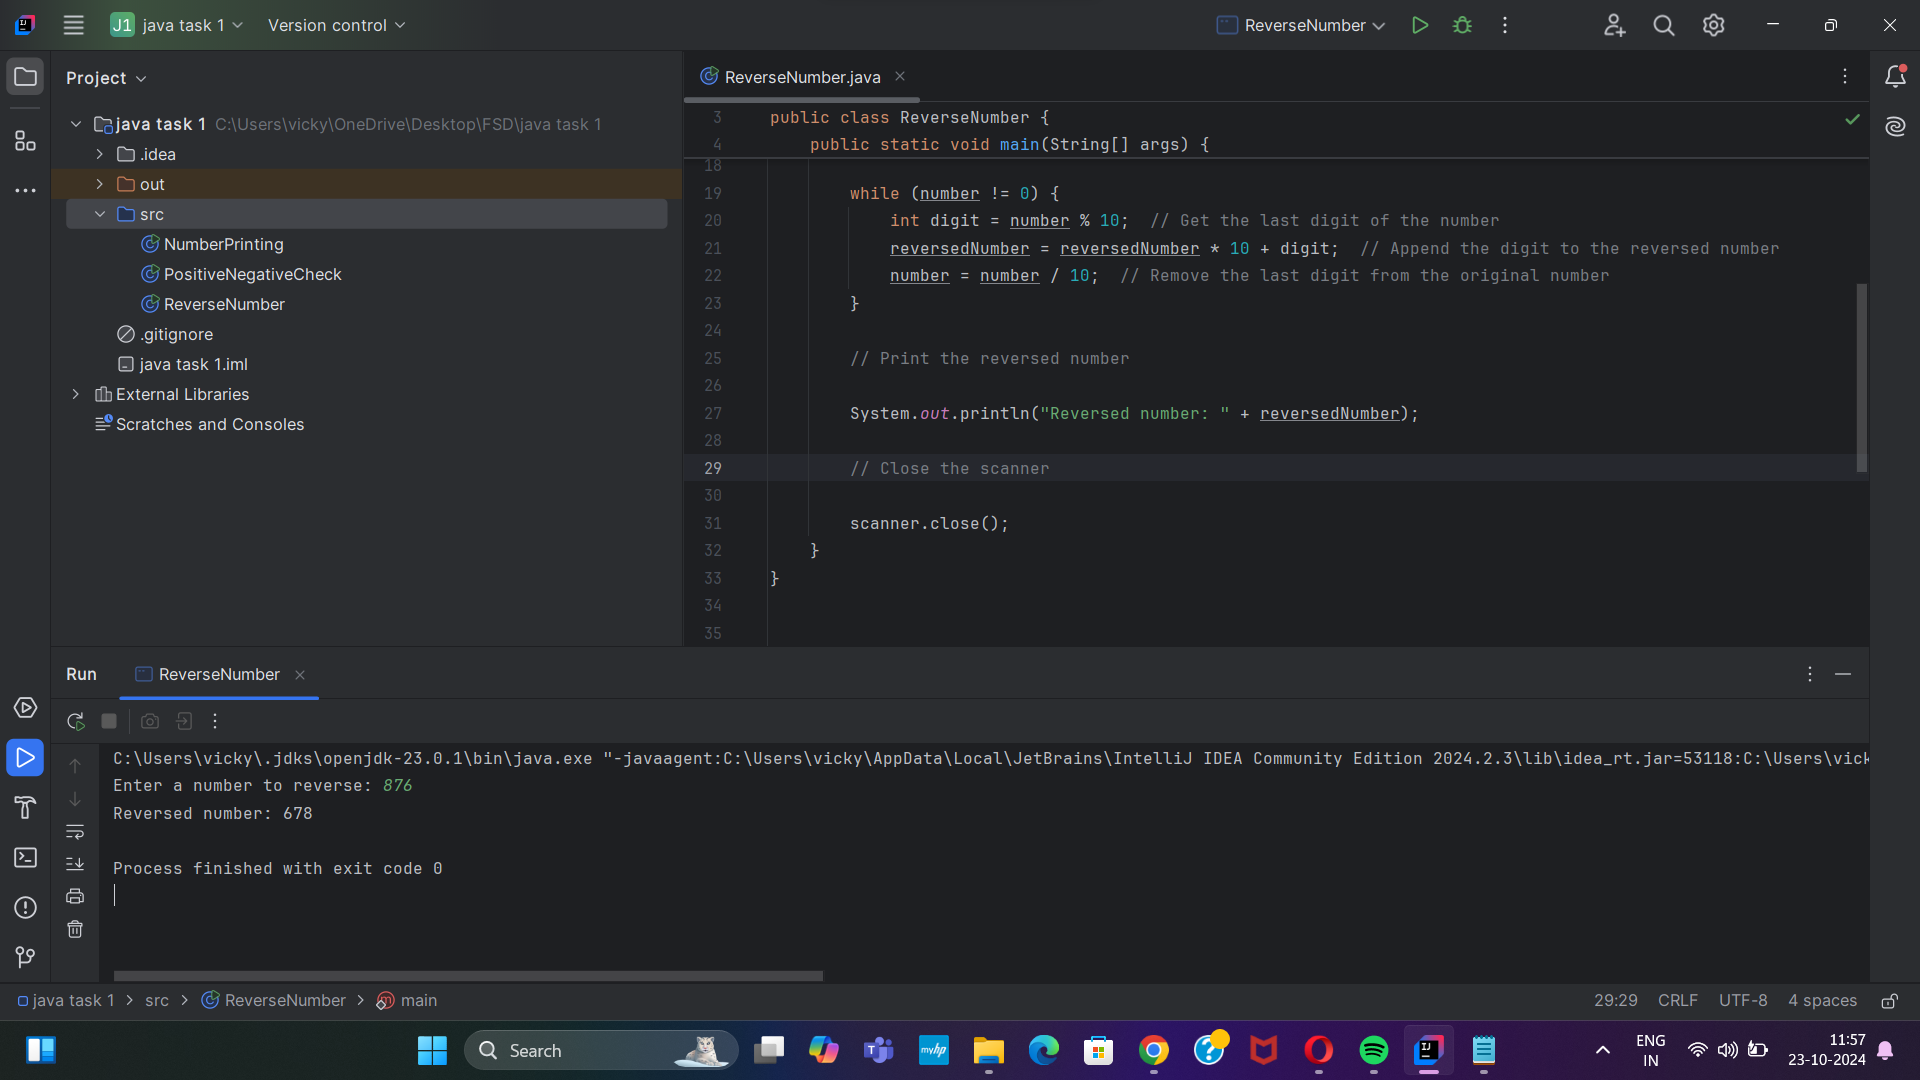 J1 java task 1 Version control ReverseNumber
Project
java task 1 C:\Users\vicky\OneDrive\Desktop\FSD\java task 1
.idea
out
src
NumberPrinting
PositiveNegativeCheck
ReverseNumber
.gitignore
java task 1.iml
External Libraries
Scratches and Consoles
ReverseNumber.java
3 public class ReverseNumber {
4 public static void main(String[] args) {
18
19 while (number != 0) {
20 int digit = number % 10; // Get the last digit of the number
21 reversedNumber = reversedNumber * 10 + digit; // Append the digit to the reversed number
22 number = number / 10; // Remove the last digit from the original number
23 }
24
25 // Print the reversed number
26
27 System.out.println("Reversed number: " + reversedNumber);
28
29 // Close the scanner
30
31 scanner.close();
32 }
33 }
34
35
Run ReverseNumber
C:\Users\vicky\.jdks\openjdk-23.0.1\bin\java.exe "-javaagent:C:\Users\vicky\AppData\Local\JetBrains\IntelliJ IDEA Community Edition 2024.2.3\lib\idea_rt.jar=53118:C:\Users\vick
Enter a number to reverse: 876
Reversed number: 678
Process finished with exit code 0
java task 1 > src > ReverseNumber > main 29:29 CRLF UTF-8 4 spaces
Search
myhp
ENG
IN
11:57
23-10-2024